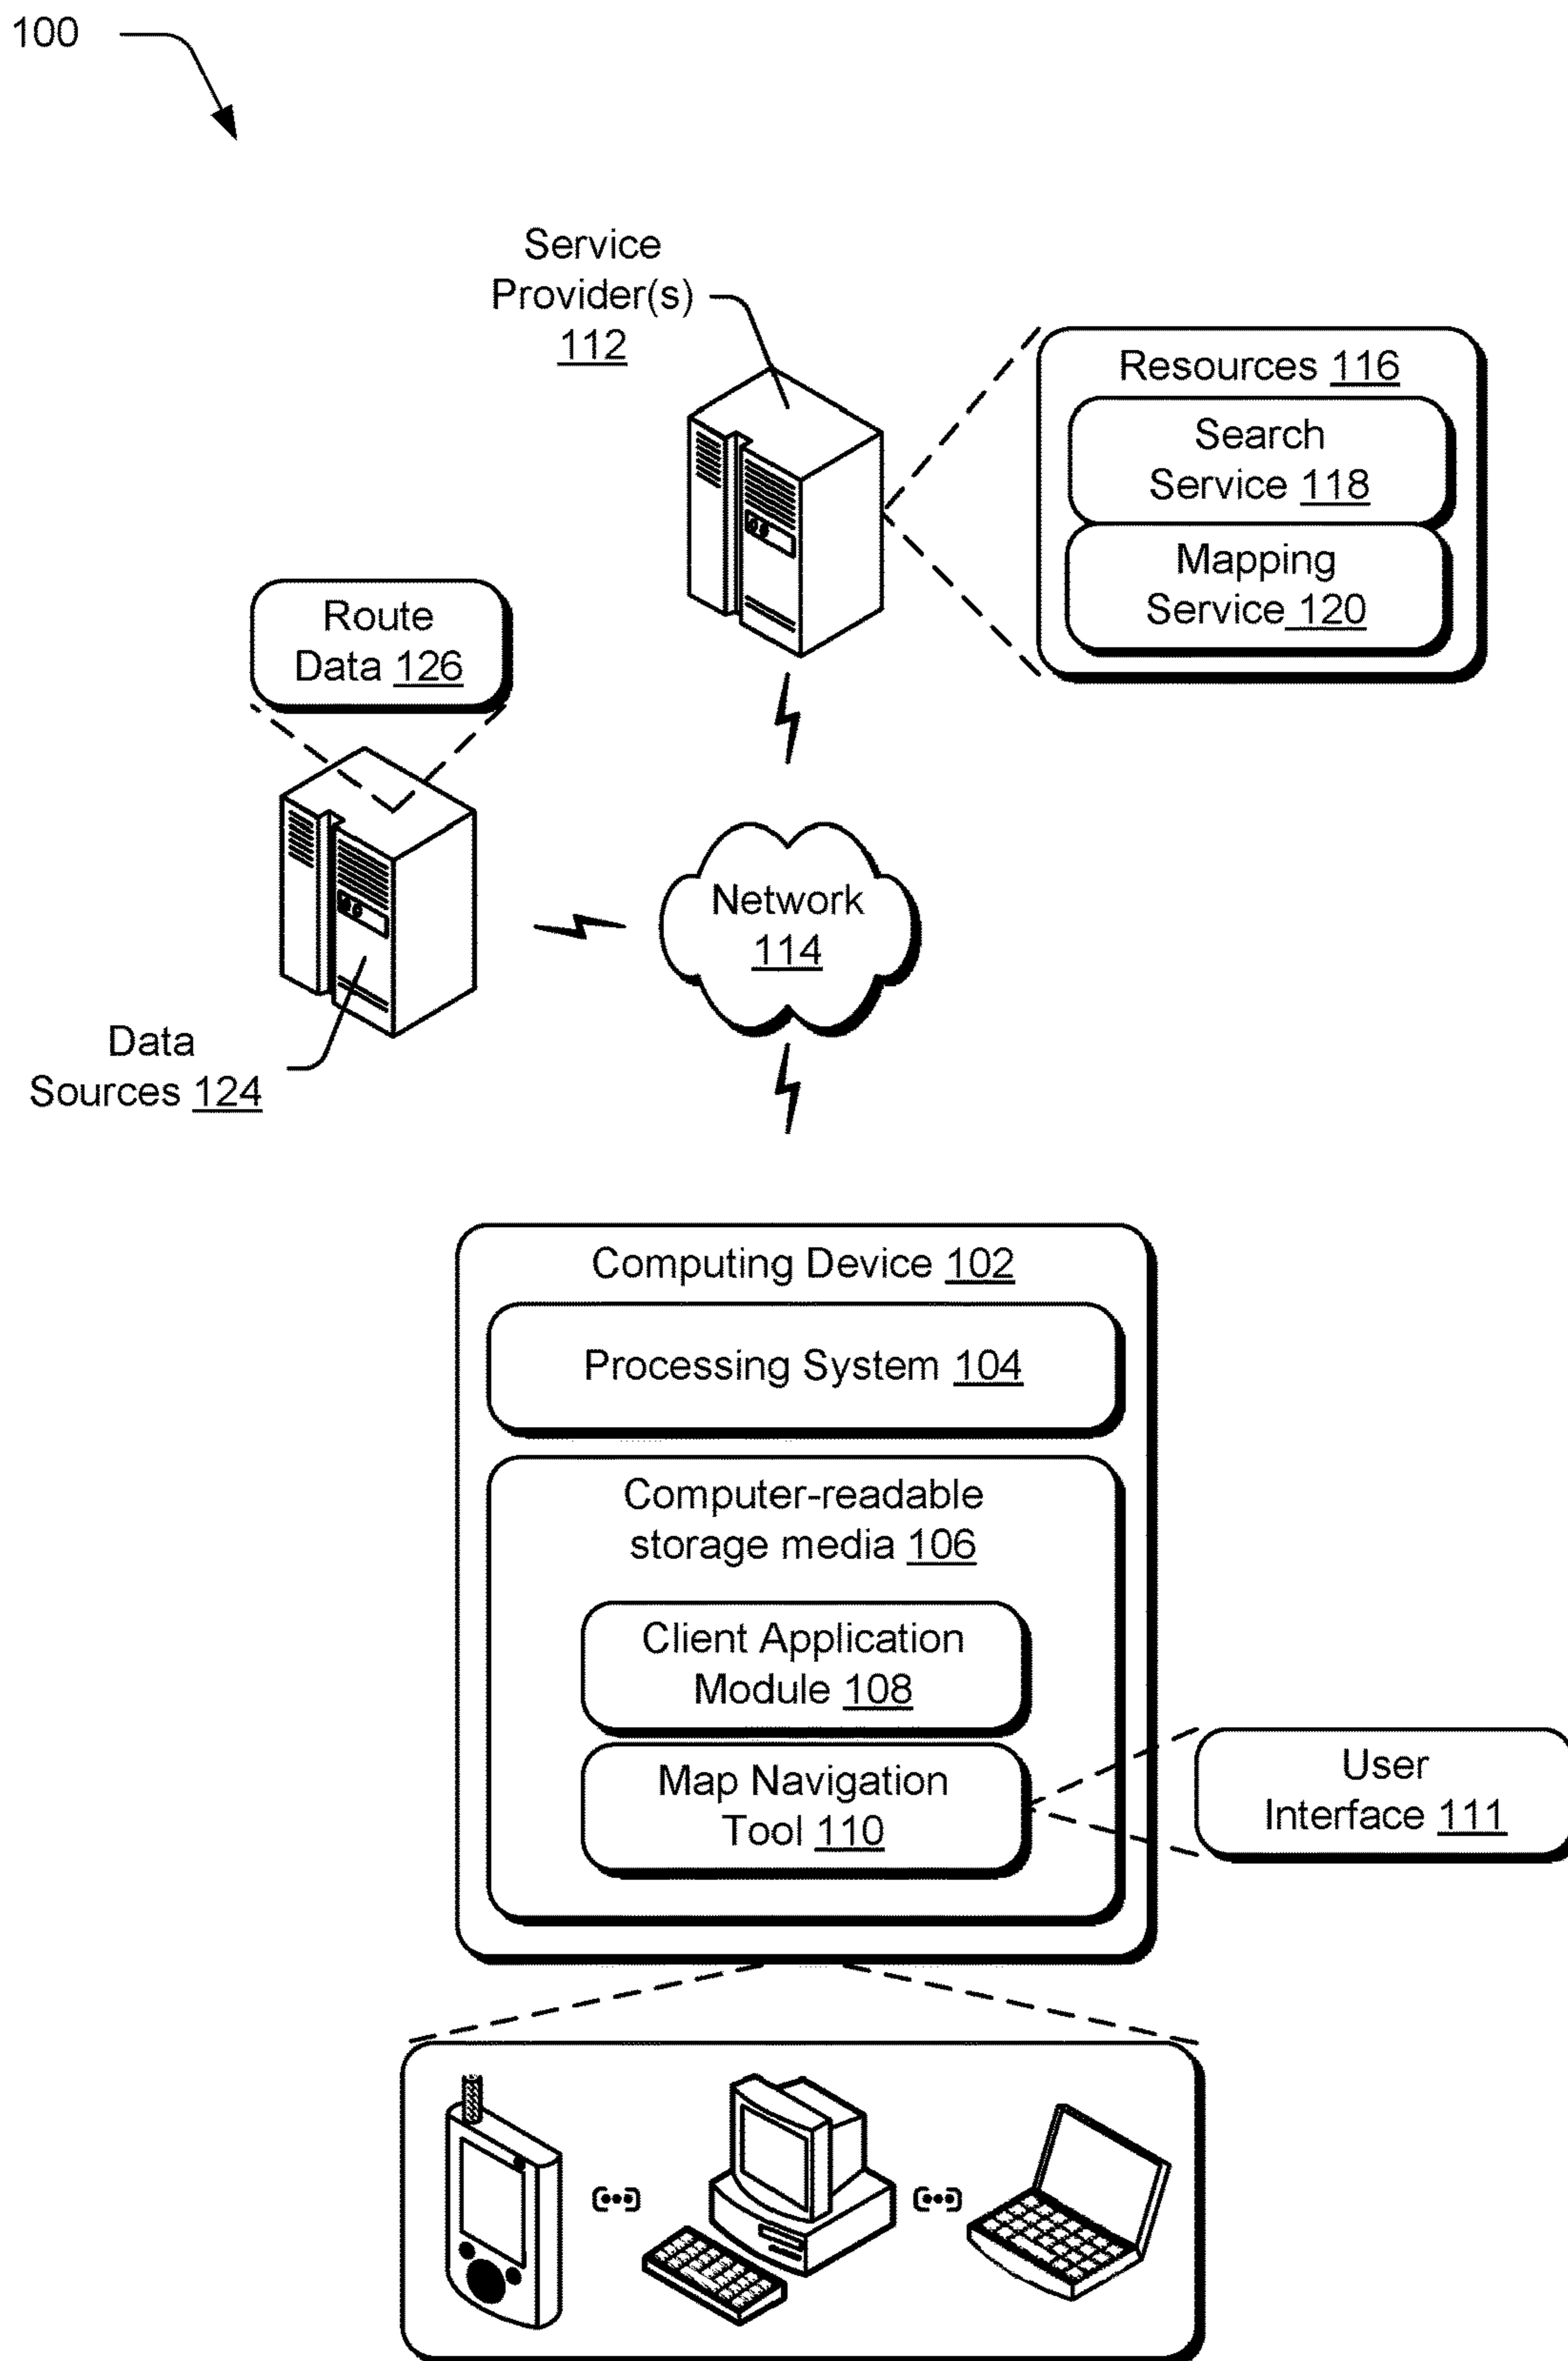 100
Service
Provider(s)
112
Resources 116
Search
Service 118
Mapping
Service 120
Route
Data 126
Network
114
Data
Sources 124
Computing Device 102
Processing System 104
Computer-readable
storage media 106
Client Application
Module 108
Map Navigation
Tool 110
User
Interface 111